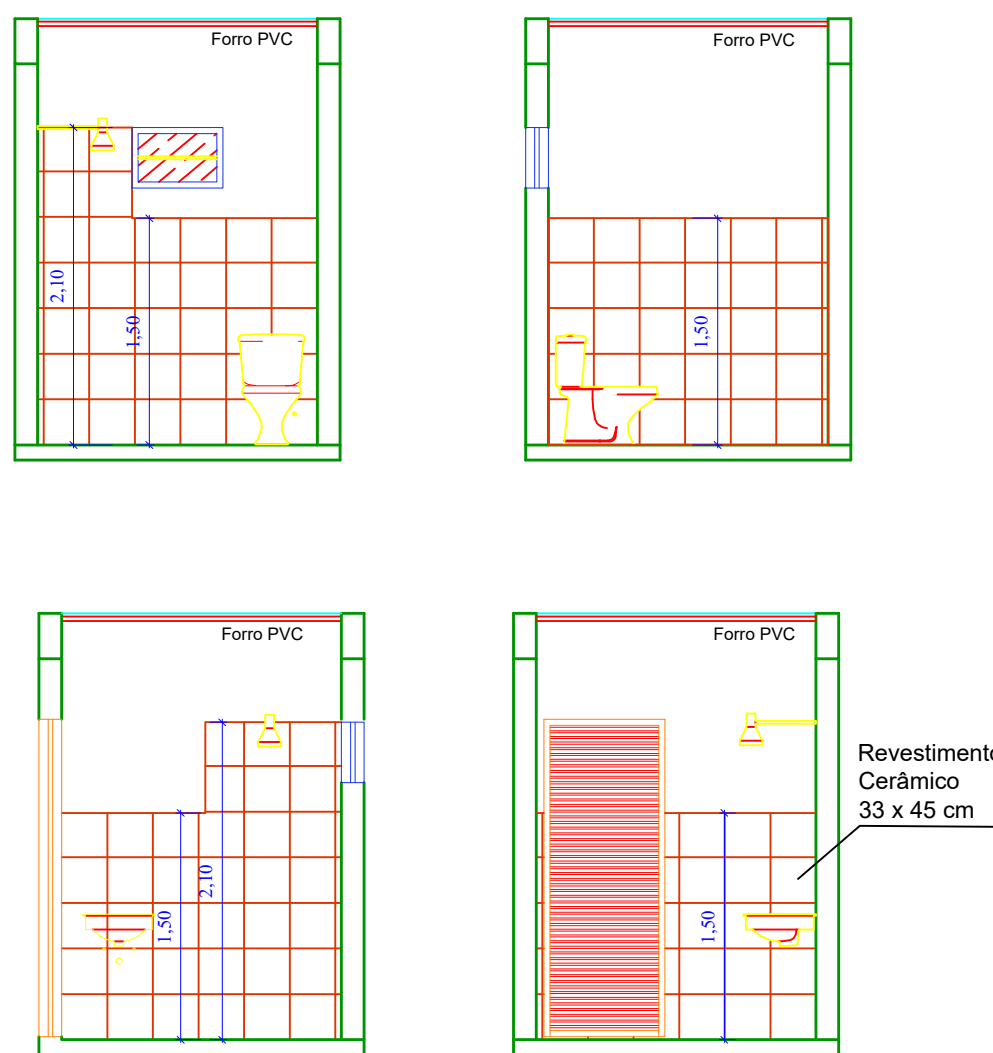 Forro PVC
Forro PVC
2,10
1,50
1,50
Forro PVC
Forro PVC
Revestimento
Cerâmico
33 x 45 cm
2,10
1,50
1,50